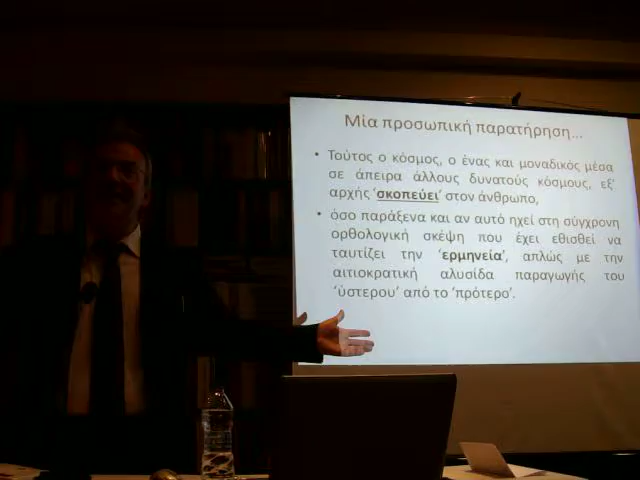 Μία προσωπική παρατήρηση...
• Τούτος ο κόσμος, ο ένας και μοναδικός μέσα
σε άπειρα άλλους δυνατούς κόσμους, εξ'
αρχής 'σκοπεύει' στον άνθρωπο,
• όσο παράξενα και αν αυτό ηχεί στη σύγχρονη
ορθολογική σκέψη που έχει εθισθεί να
ταυτίζει την 'ερμηνεία', απλώς με την
αιτιοκρατική αλυσίδα παραγωγής του
'ύστερου' από το 'πρότερο'.